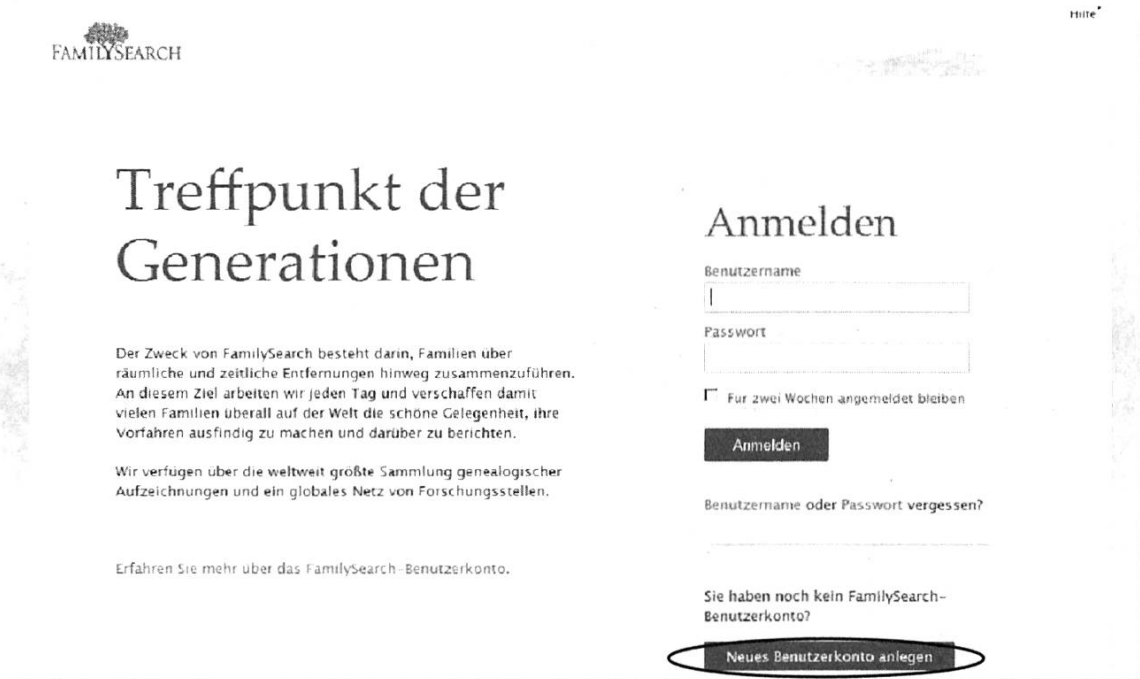 Hilfe
FAMILYSEARCH
Treffpunkt der
Generationen
Der Zweck von FamilySearch besteht darin, Familien über
räumliche und zeitliche Entfernungen hinweg zusammenzuführen.
An diesem Ziel arbeiten wir jeden Tag und verschaffen damit
vielen Familien überall auf der Welt die schöne Gelegenheit, ihre
Vorfahren ausfindig zu machen und darüber zu berichten.
Wir verfügen über die weltweit größte Sammlung genealogischer
Aufzeichnungen und ein globales Netz von Forschungsstellen.
Erfahren Sie mehr über das FamilySearch-Benutzerkonto.
Anmelden
Benutzername
Passwort
Für zwei Wochen angemeldet bleiben
Anmelden
Benutzername oder Passwort vergessen?
Sie haben noch kein FamilySearch-
Benutzerkonto?
Neues Benutzerkonto anlegen